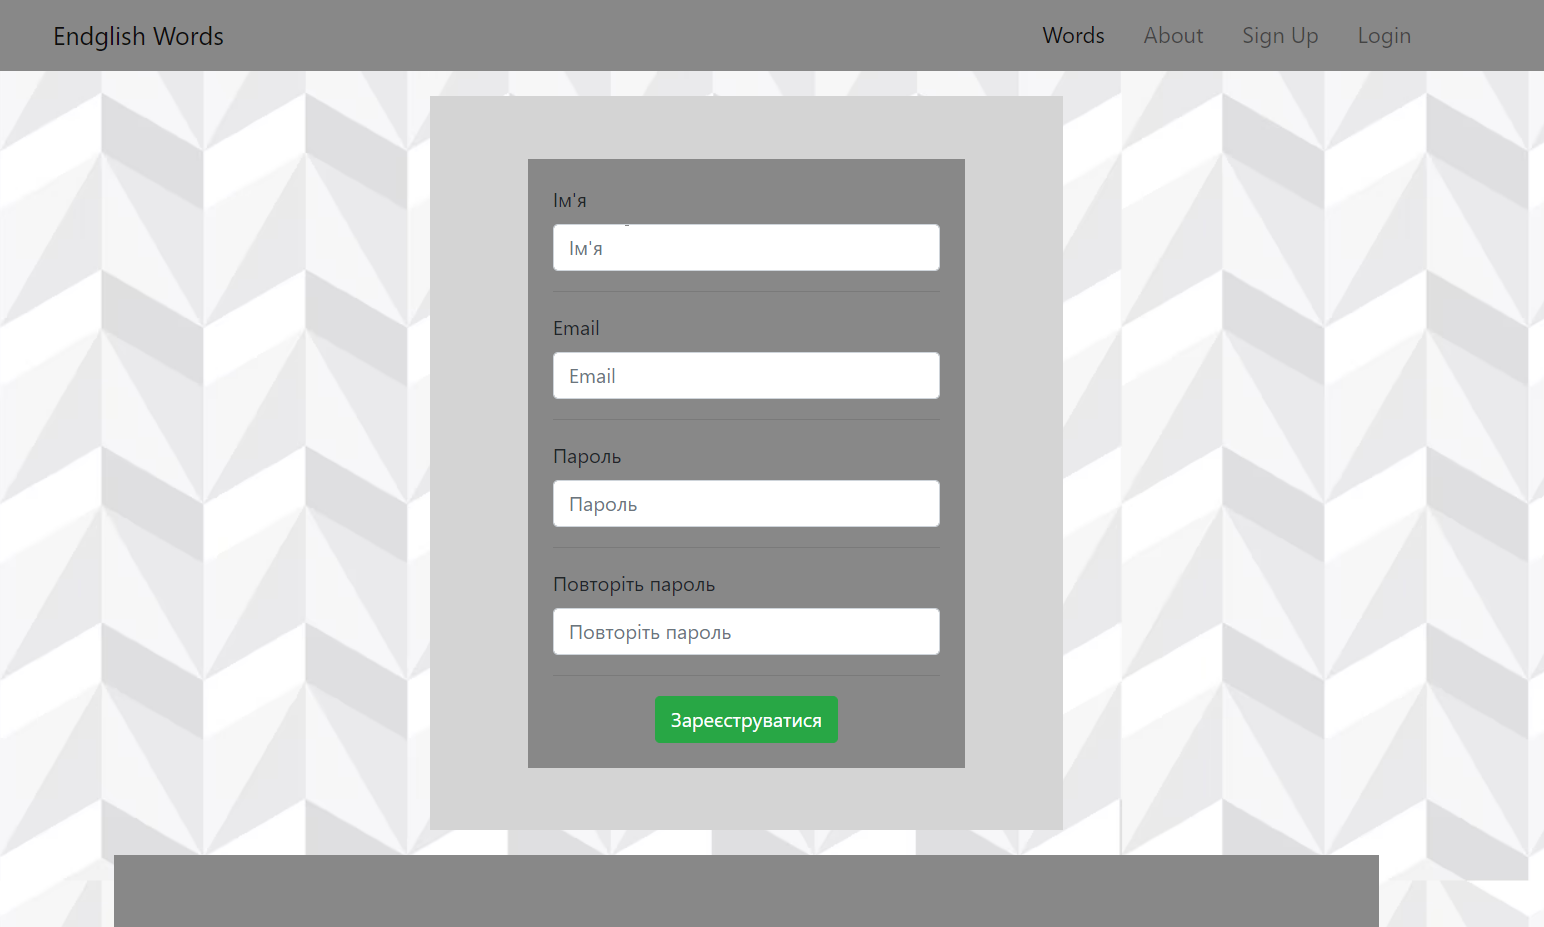 Endglish Words
Words About Sign Up Login
Ім'я
Ім'я
Email
Email
Пароль
Пароль
Повторіть пароль
Повторіть пароль
Зареєструватися